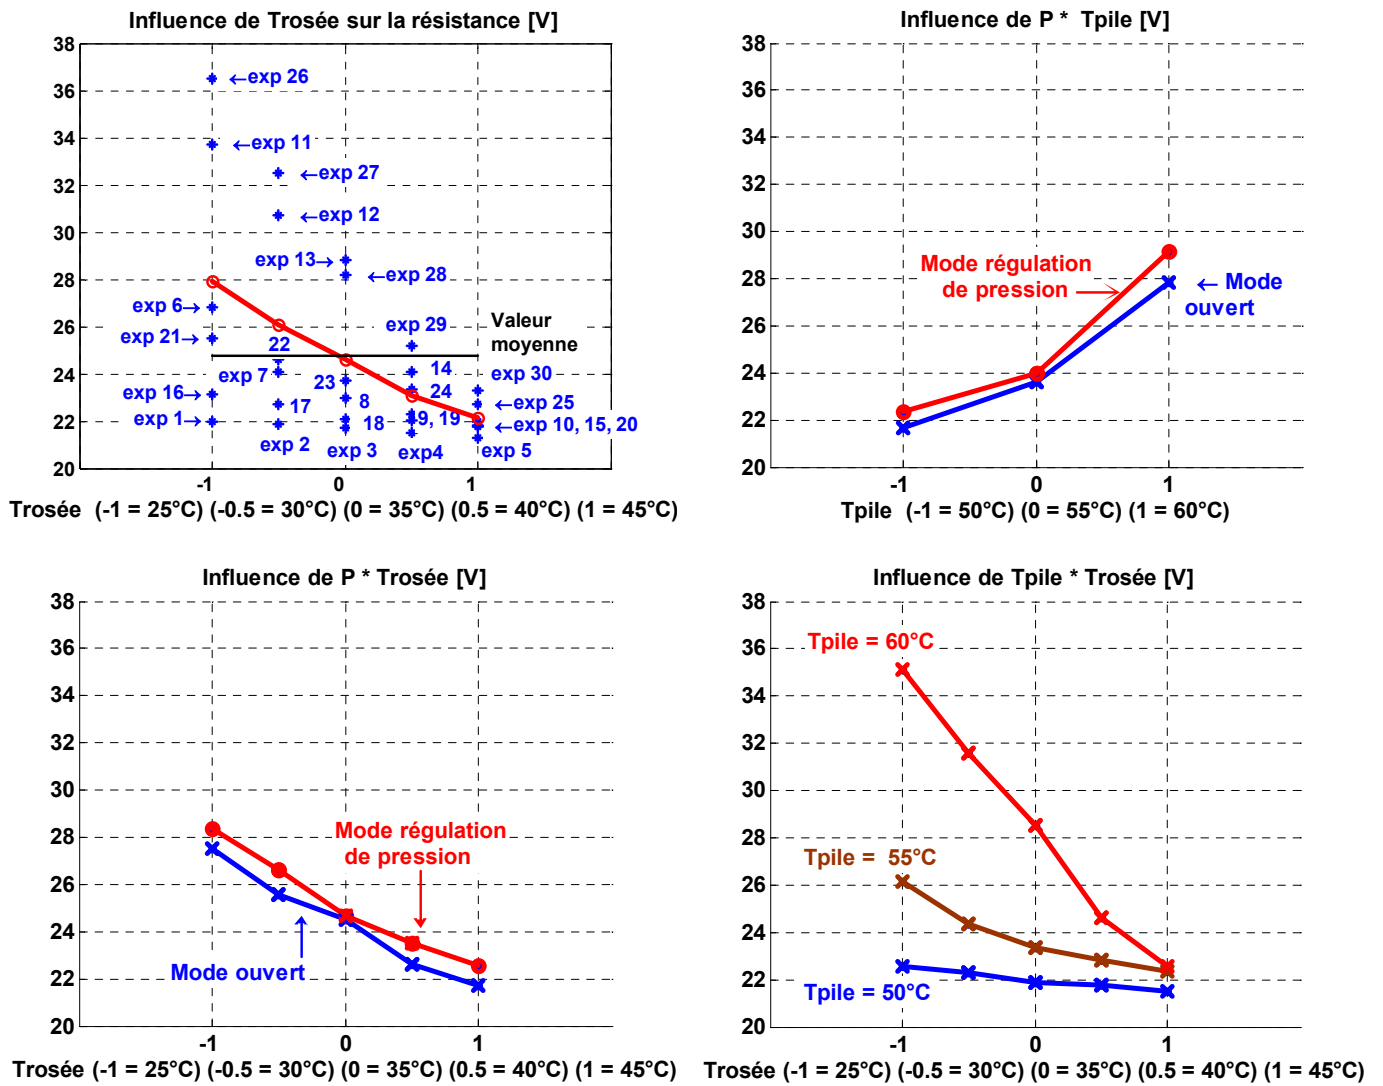 Influence de Trosée sur la résistance [V]
38
36
34
32
30
28
26
24
22
20
←exp 26
←exp 11
←exp 27
←exp 12
exp 13→
←exp 28
exp 6→
exp 21→
exp 29
Valeur
moyenne
22
exp 7
23
14
24
exp 30
exp 16→
17
8
←exp 25
exp 1→
18
9, 19
←exp 10, 15, 20
exp 2
exp 3
exp4
exp 5
-1
0
1
Trosée (-1 = 25°C) (-0.5 = 30°C) (0 = 35°C) (0.5 = 40°C) (1 = 45°C)
Influence de P * Tpile [V]
38
36
34
32
30
28
26
24
22
20
Mode régulation
de pression
← Mode
ouvert
-1
0
1
Tpile (-1 = 50°C) (0 = 55°C) (1 = 60°C)
Influence de P * Trosée [V]
38
36
34
32
30
28
26
24
22
20
Mode régulation
de pression
Mode ouvert
-1
0
1
Trosée (-1 = 25°C) (-0.5 = 30°C) (0 = 35°C) (0.5 = 40°C) (1 = 45°C)
Influence de Tpile * Trosée [V]
38
36
34
32
30
28
26
24
22
20
Tpile = 60°C
Tpile = 55°C
Tpile = 50°C
-1
0
1
Trosée (-1 = 25°C) (-0.5 = 30°C) (0 = 35°C) (0.5 = 40°C) (1 = 45°C)